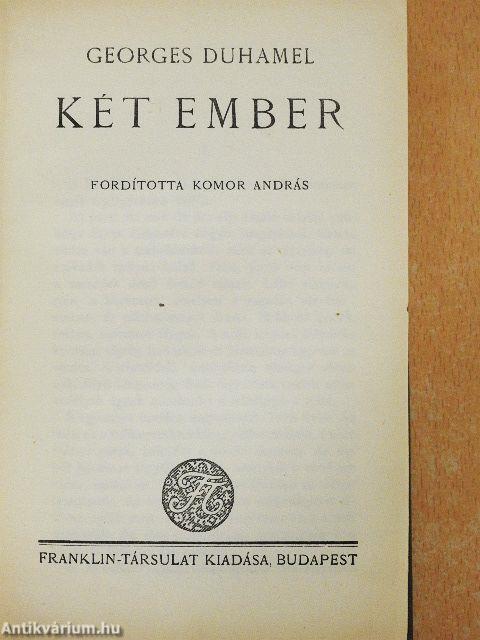 GEORGES DUHAMEL
KÉT EMBER
FORDÍTOTTA KOMOR ANDRÁS
FT
FRANKLIN-TÁRSULAT KIADÁSA, BUDAPEST
Antikvárium.hu